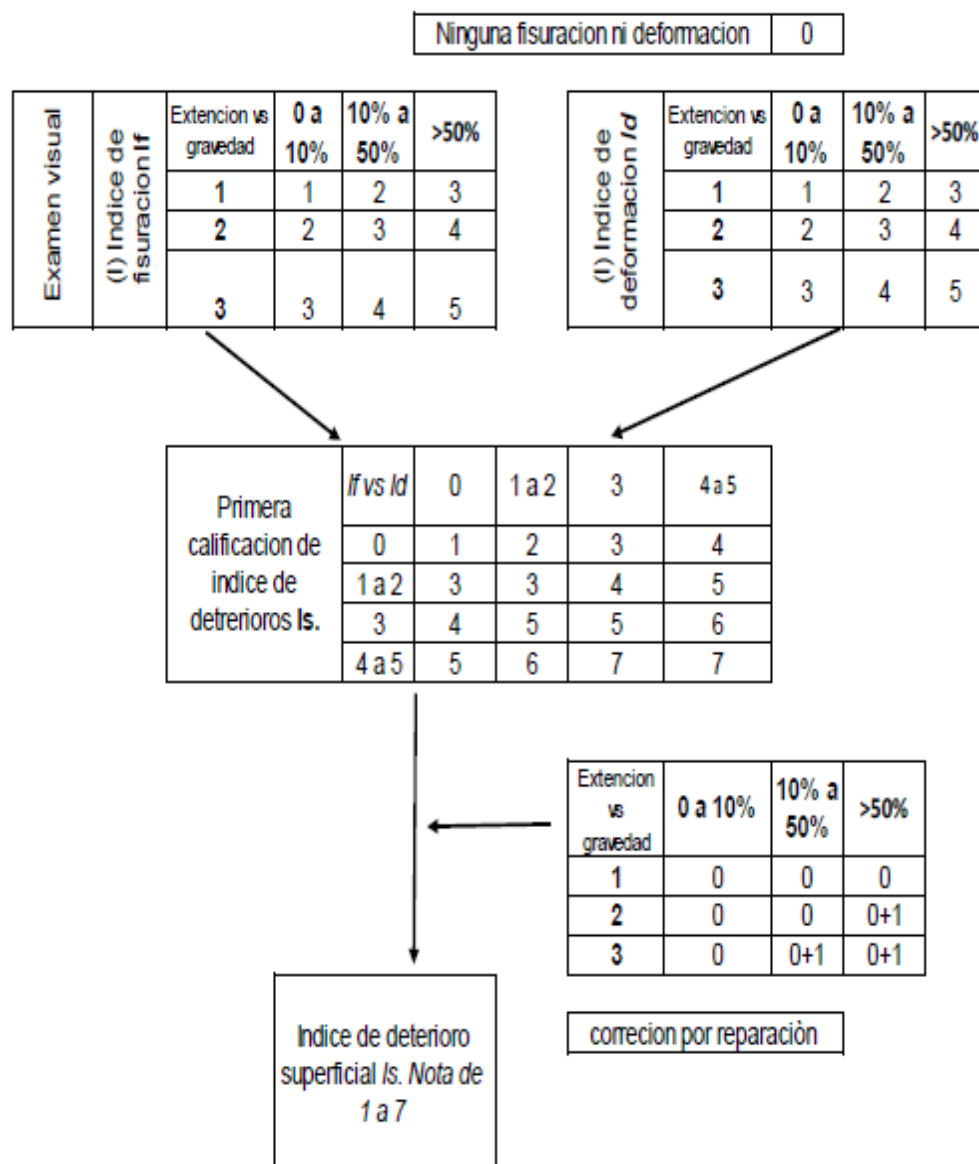 Ninguna fisuracion ni deformacion 0
Examen visual
(I) Indice de
fisuracion If
Extencion vs
gravedad
0 a
10%
10% a
50%
>50%
1 1 2 3
2 2 3 4
3 3 4 5
(I) Indice de
deformacion Id
Extencion vs
gravedad
0 a
10%
10% a
50%
>50%
1 1 2 3
2 2 3 4
3 3 4 5
Primera
calificacion de
indice de
detrerioros Is.
If vs Id 0 1 a 2 3 4 a 5
0 1 2 3 4
1 a 2 3 3 4 5
3 4 5 5 6
4 a 5 5 6 7 7
Extencion
vs
gravedad
0 a 10%
10% a
50%
>50%
1 0 0 0
2 0 0 0+1
3 0 0+1 0+1
correcion por reparaciòn
Indice de deterioro
superficial Is. Nota de
1 a 7